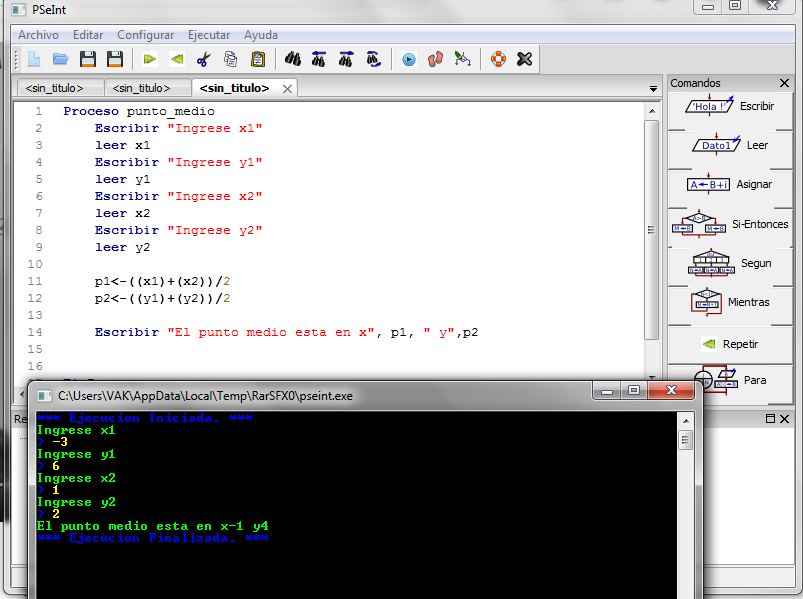 PSeInt
Archivo Editar Configurar Ejecutar Ayuda
<sin_titulo> <sin_titulo> <sin_titulo>
1 Proceso punto_medio
2 Escribir "Ingrese x1"
3 leer x1
4 Escribir "Ingrese y1"
5 leer y1
6 Escribir "Ingrese x2"
7 leer x2
8 Escribir "Ingrese y2"
9 leer y2
10
11 p1<-((x1)+(x2))/2
12 p2<-((y1)+(y2))/2
13
14 Escribir "El punto medio esta en x", p1, " y",p2
15
16
Comandos
'Hola !' Escribir
Dato1 Leer
A←B+i Asignar
A>B Si-Entonces
Segun
Mientras
Repetir
Para
Re
C:\Users\VAK\AppData\Local\Temp\RarSFX0\pseint.exe
*** Ejecucion Iniciada. ***
Ingrese x1
> -3
Ingrese y1
> 6
Ingrese x2
> 1
Ingrese y2
> 2
El punto medio esta en x-1 y4
*** Ejecucion Finalizada. ***